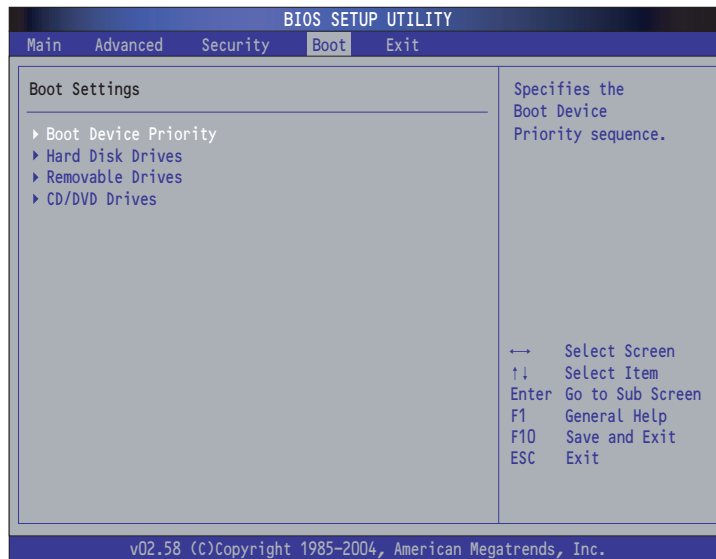 BIOS SETUP UTILITY
Main Advanced Security Boot Exit
Boot Settings
Boot Device Priority
Hard Disk Drives
Removable Drives
CD/DVD Drives
Specifies the
Boot Device
Priority sequence.
←→ Select Screen
↑↓ Select Item
Enter Go to Sub Screen
F1 General Help
F10 Save and Exit
ESC Exit
v02.58 (C)Copyright 1985-2004, American Megatrends, Inc.